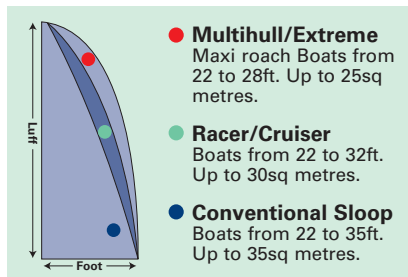 Luff
Foot
Multihull/Extreme
Maxi roach Boats from
22 to 28ft. Up to 25sq
metres.
Racer/Cruiser
Boats from 22 to 32ft.
Up to 30sq metres.
Conventional Sloop
Boats from 22 to 35ft.
Up to 35sq metres.